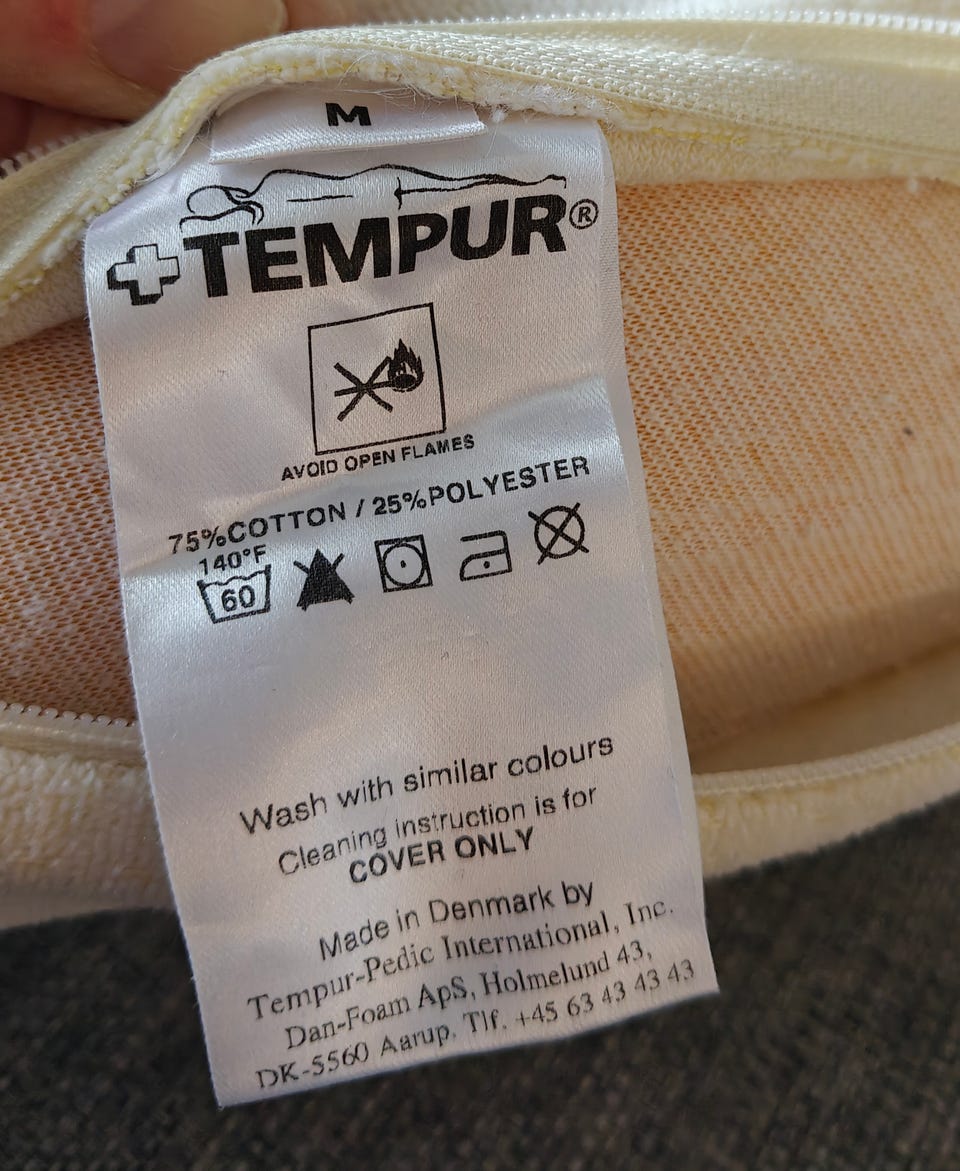 M
TEMPUR®
AVOID OPEN FLAMES
75%COTTON / 25%POLYESTER
140°F
60
Wash with similar colours
Cleaning instruction is for
COVER ONLY
Made in Denmark by
Tempur-Pedic International, Inc.
Dan-Foam ApS, Holmelund 43,
DK-5560 Aarup. Tlf. +45 63 43 43 43